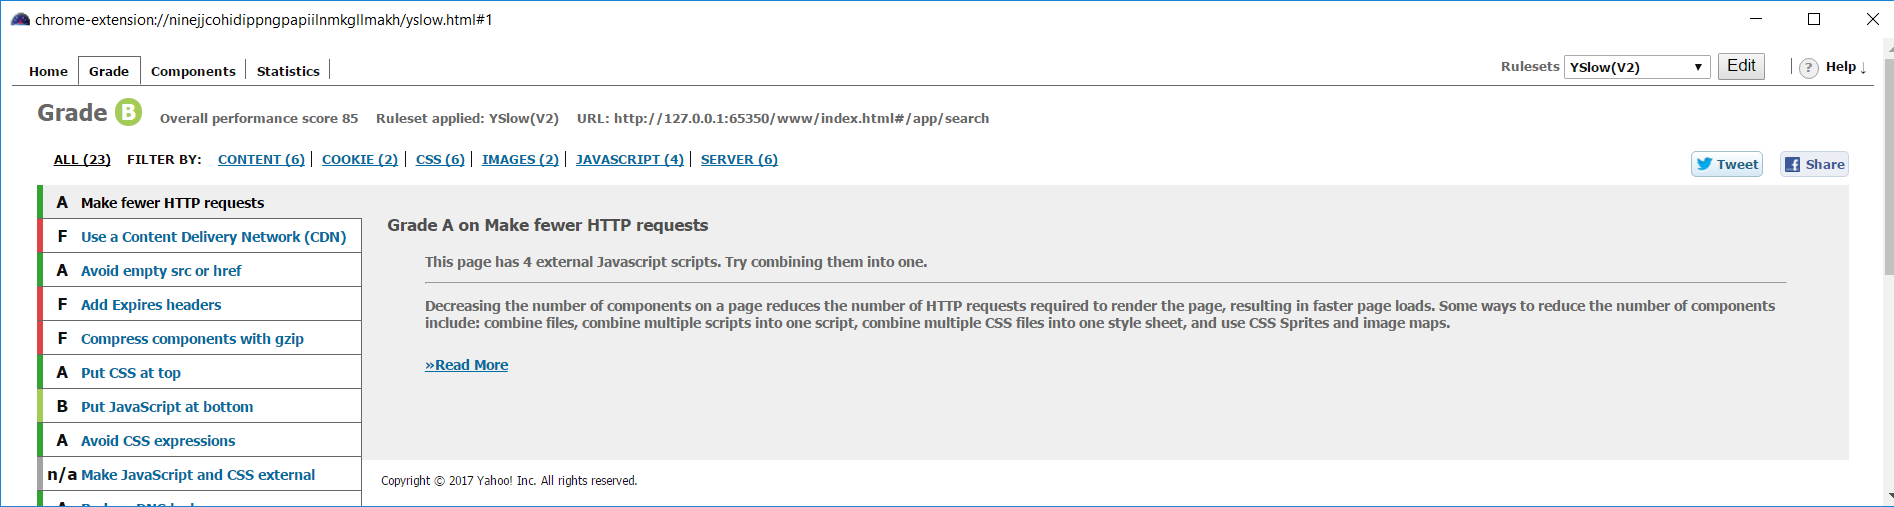 chrome-extension://ninejjcohidippngpapiilnmkgllmakh/yslow.html#1
Home Grade Components Statistics Rulesets YSlow(V2) Edit ? Help ↓
Grade B Overall performance score 85 Ruleset applied: YSlow(V2) URL: http://127.0.0.1:65350/www/index.html#/app/search
ALL (23) FILTER BY: CONTENT (6) COOKIE (2) CSS (6) IMAGES (2) JAVASCRIPT (4) SERVER (6)
Tweet Share
A Make fewer HTTP requests
F Use a Content Delivery Network (CDN)
A Avoid empty src or href
F Add Expires headers
F Compress components with gzip
A Put CSS at top
B Put JavaScript at bottom
A Avoid CSS expressions
n/a Make JavaScript and CSS external
Grade A on Make fewer HTTP requests
This page has 4 external Javascript scripts. Try combining them into one.
Decreasing the number of components on a page reduces the number of HTTP requests required to render the page, resulting in faster page loads. Some ways to reduce the number of components
include: combine files, combine multiple scripts into one script, combine multiple CSS files into one style sheet, and use CSS Sprites and image maps.
»Read More
Copyright © 2017 Yahoo! Inc. All rights reserved.